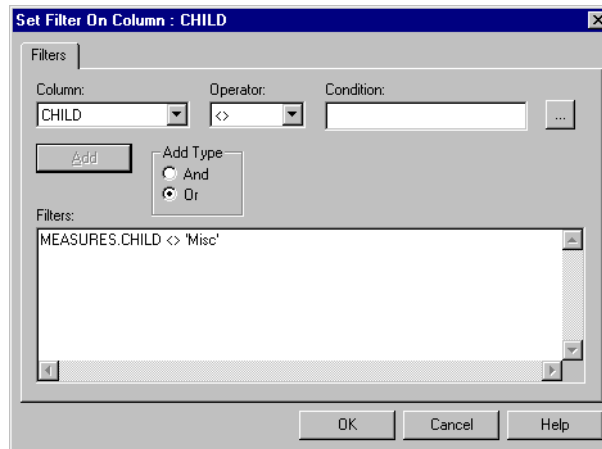 Set Filter On Column : CHILD
Filters
Column: Operator: Condition:
CHILD <> ...
Add
Add Type
And
Or
Filters:
MEASURES.CHILD <> 'Misc'
OK Cancel Help